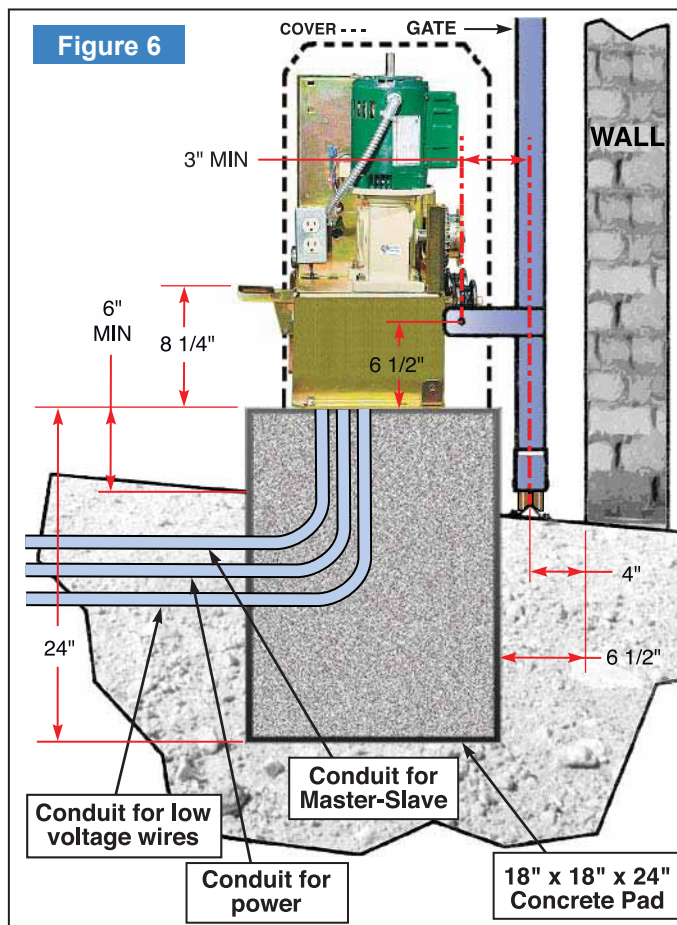 Figure 6
COVER ---
GATE
WALL
3" MIN
6"
MIN
8 1/4"
6 1/2"
24"
4"
6 1/2"
Conduit for
Master-Slave
Conduit for low
voltage wires
Conduit for
power
18" x 18" x 24"
Concrete Pad